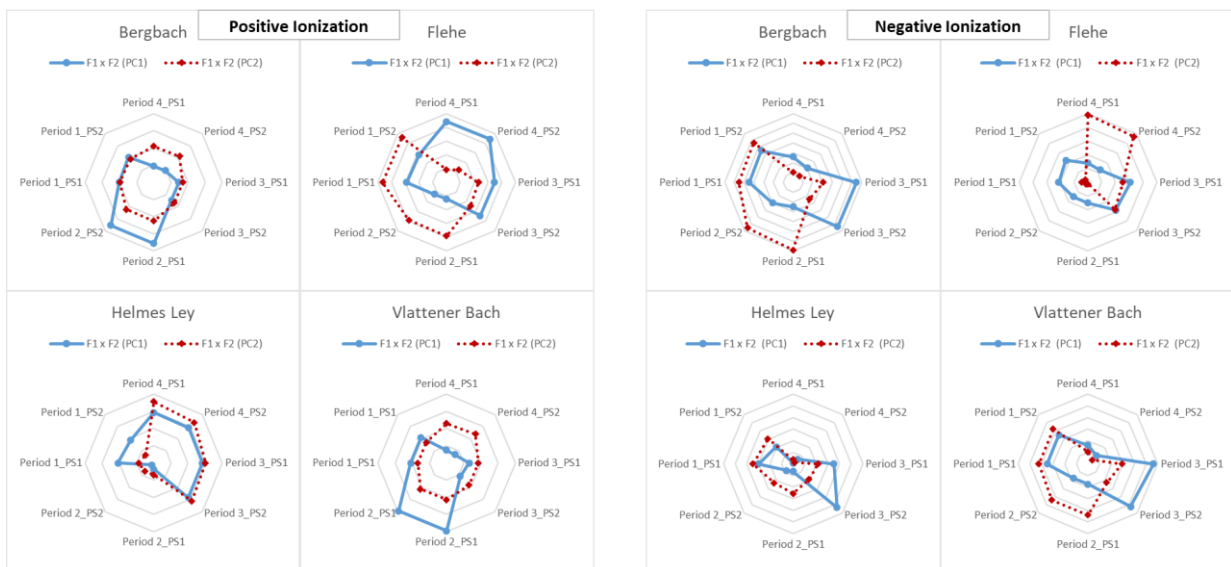 Positive Ionization
Bergbach
F1 x F2 (PC1)
F1 x F2 (PC2)
Period 4_PS1
Period 4_PS2
Period 3_PS1
Period 3_PS2
Period 2_PS1
Period 2_PS2
Period 1_PS1
Period 1_PS2
Flehe
F1 x F2 (PC1)
F1 x F2 (PC2)
Period 4_PS1
Period 4_PS2
Period 3_PS1
Period 3_PS2
Period 2_PS1
Period 2_PS2
Period 1_PS1
Period 1_PS2
Helmes Ley
F1 x F2 (PC1)
F1 x F2 (PC2)
Period 4_PS1
Period 4_PS2
Period 3_PS1
Period 3_PS2
Period 2_PS1
Period 2_PS2
Period 1_PS1
Period 1_PS2
Vlattener Bach
F1 x F2 (PC1)
F1 x F2 (PC2)
Period 4_PS1
Period 4_PS2
Period 3_PS1
Period 3_PS2
Period 2_PS1
Period 2_PS1
Period 1_PS1
Period 1_PS2
Negative Ionization
Bergbach
F1 x F2 (PC1)
F1 x F2 (PC2)
Period 4_PS1
Period 4_PS2
Period 3_PS1
Period 3_PS2
Period 2_PS1
Period 2_PS2
Period 1_PS1
Period 1_PS2
Flehe
F1 x F2 (PC1)
F1 x F2 (PC2)
Period 4_PS1
Period 4_PS2
Period 3_PS1
Period 3_PS2
Period 2_PS1
Period 2_PS2
Period 1_PS1
Period 1_PS2
Helmes Ley
F1 x F2 (PC1)
F1 x F2 (PC2)
Period 4_PS1
Period 4_PS2
Period 3_PS1
Period 3_PS2
Period 2_PS1
Period 2_PS2
Period 1_PS1
Period 1_PS2
Vlattener Bach
F1 x F2 (PC1)
F1 x F2 (PC2)
Period 4_PS1
Period 4_PS2
Period 3_PS1
Period 3_PS2
Period 2_PS1
Period 2_PS2
Period 1_PS1
Period 1_PS2